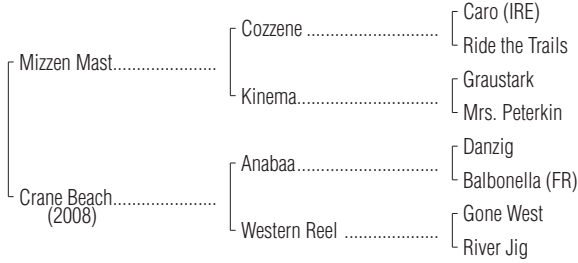 Caro (IRE)
Cozzene ..................................
Ride the Trails
Mizzen Mast.....................
Graustark
Kinema....................................
Mrs. Peterkin
Danzig
Anabaa....................................
Balbonella (FR)
Crane Beach.....................
(2008)
Gone West
Western Reel ........................
River Jig